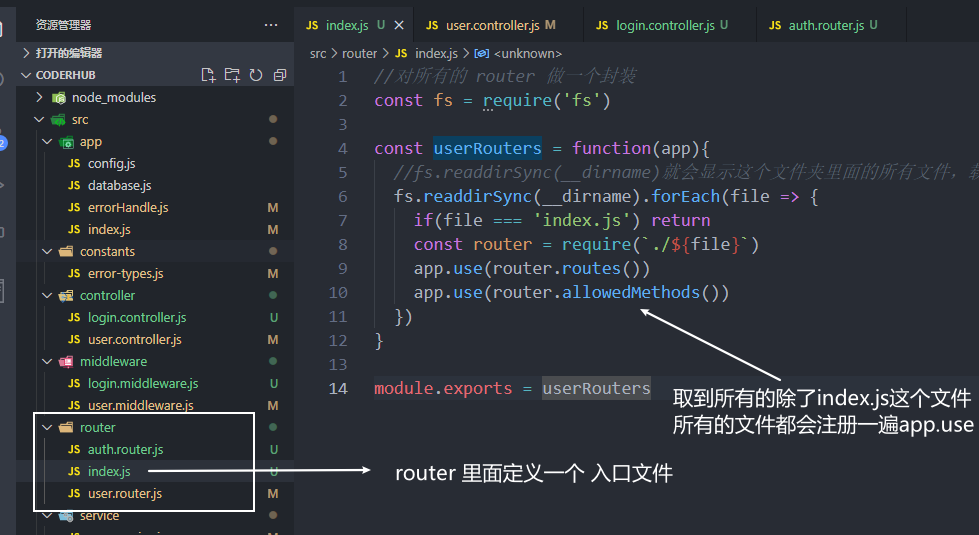 资源管理器 ...
打开的编辑器
CODERHUB
node_modules
src
app
JS config.js
JS database.js
JS errorHandle.js M
JS index.js M
constants
JS error-types.js M
controller
JS login.controller.js U
JS user.controller.js M
middleware
JS login.middleware.js U
JS user.middleware.js M
router
JS auth.router.js U
JS index.js U
JS user.router.js M
service
JS index.js U JS user.controller.js M JS login.controller.js U JS auth.router.js U
src > router > JS index.js > <unknown>
1 //对所有的 router 做一个封装
2 const fs = require('fs')
3
4 const userRouters = function(app){
5 //fs.readdirSync(__dirname)就会显示这个文件夹里面的所有文件,
6 fs.readdirSync(__dirname).forEach(file => {
7 if(file === 'index.js') return
8 const router = require(`./${file}`)
9 app.use(router.routes())
10 app.use(router.allowedMethods())
11 })
12 }
13
14 module.exports = userRouters
取到所有的除了index.js这个文件
所有的文件都会注册一遍app.use
router 里面定义一个 入口文件